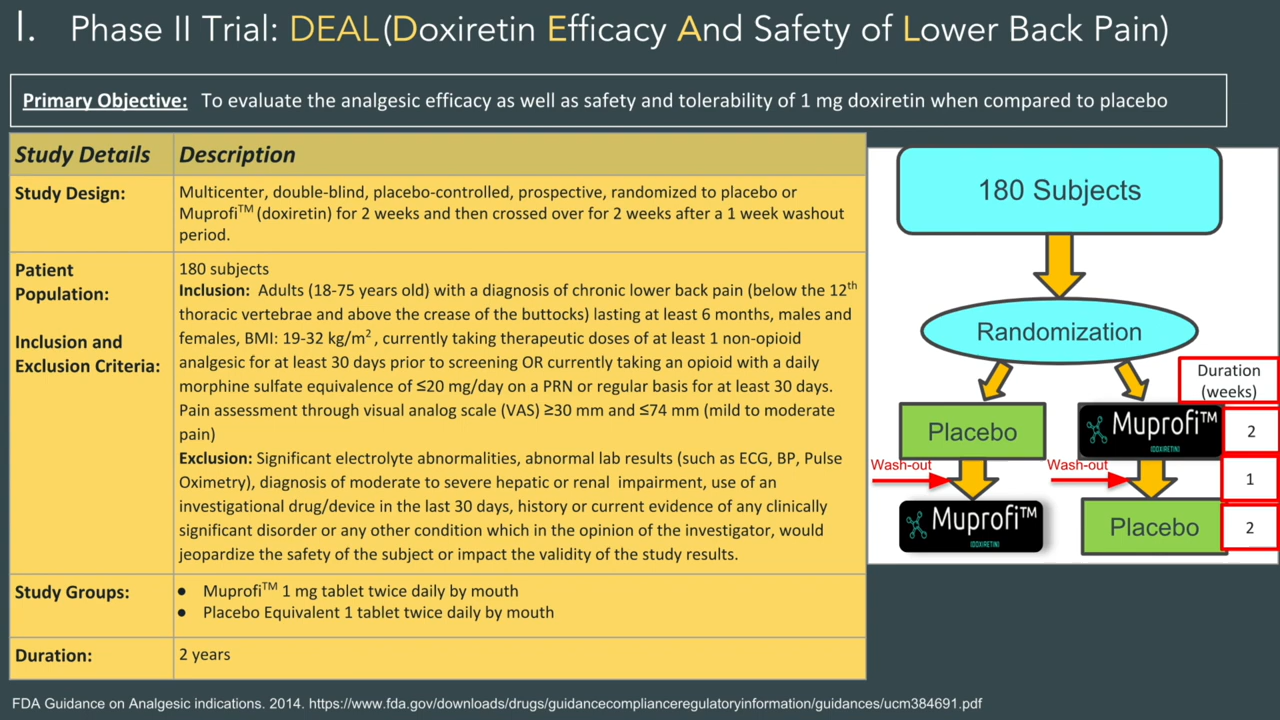 I. Phase II Trial: DEAL(Doxiretin Efficacy And Safety of Lower Back Pain)
Primary Objective: To evaluate the analgesic efficacy as well as safety and tolerability of 1 mg doxiretin when compared to placebo
Study Details Description
Study Design:
Multicenter, double-blind, placebo-controlled, prospective, randomized to placebo or
Muprofi™ (doxiretin) for 2 weeks and then crossed over for 2 weeks after a 1 week washout
period.
Patient
Population:
Inclusion and
Exclusion Criteria:
180 subjects
Inclusion: Adults (18-75 years old) with a diagnosis of chronic lower back pain (below the 12th
thoracic vertebrae and above the crease of the buttocks) lasting at least 6 months, males and
females, BMI: 19-32 kg/m², currently taking therapeutic doses of at least 1 non-opioid
analgesic for at least 30 days prior to screening OR currently taking an opioid with a daily
morphine sulfate equivalence of ≤20 mg/day on a PRN or regular basis for at least 30 days.
Pain assessment through visual analog scale (VAS) ≥30 mm and ≤74 mm (mild to moderate
pain)
Exclusion: Significant electrolyte abnormalities, abnormal lab results (such as ECG, BP, Pulse
Oximetry), diagnosis of moderate to severe hepatic or renal impairment, use of an
investigational drug/device in the last 30 days, history or current evidence of any clinically
significant disorder or any other condition which in the opinion of the investigator, would
jeopardize the safety of the subject or impact the validity of the study results.
Study Groups:
● Muprofi™ 1 mg tablet twice daily by mouth
● Placebo Equivalent 1 tablet twice daily by mouth
Duration:
2 years
180 Subjects
Randomization
Duration
(weeks)
Placebo
Muprofi™
(DOXIRETIN)
2
Wash-out
Wash-out
1
Muprofi™
(DOXIRETIN)
Placebo
2
FDA Guidance on Analgesic indications. 2014. https://www.fda.gov/downloads/drugs/guidancecomplianceregulatoryinformation/guidances/ucm384691.pdf